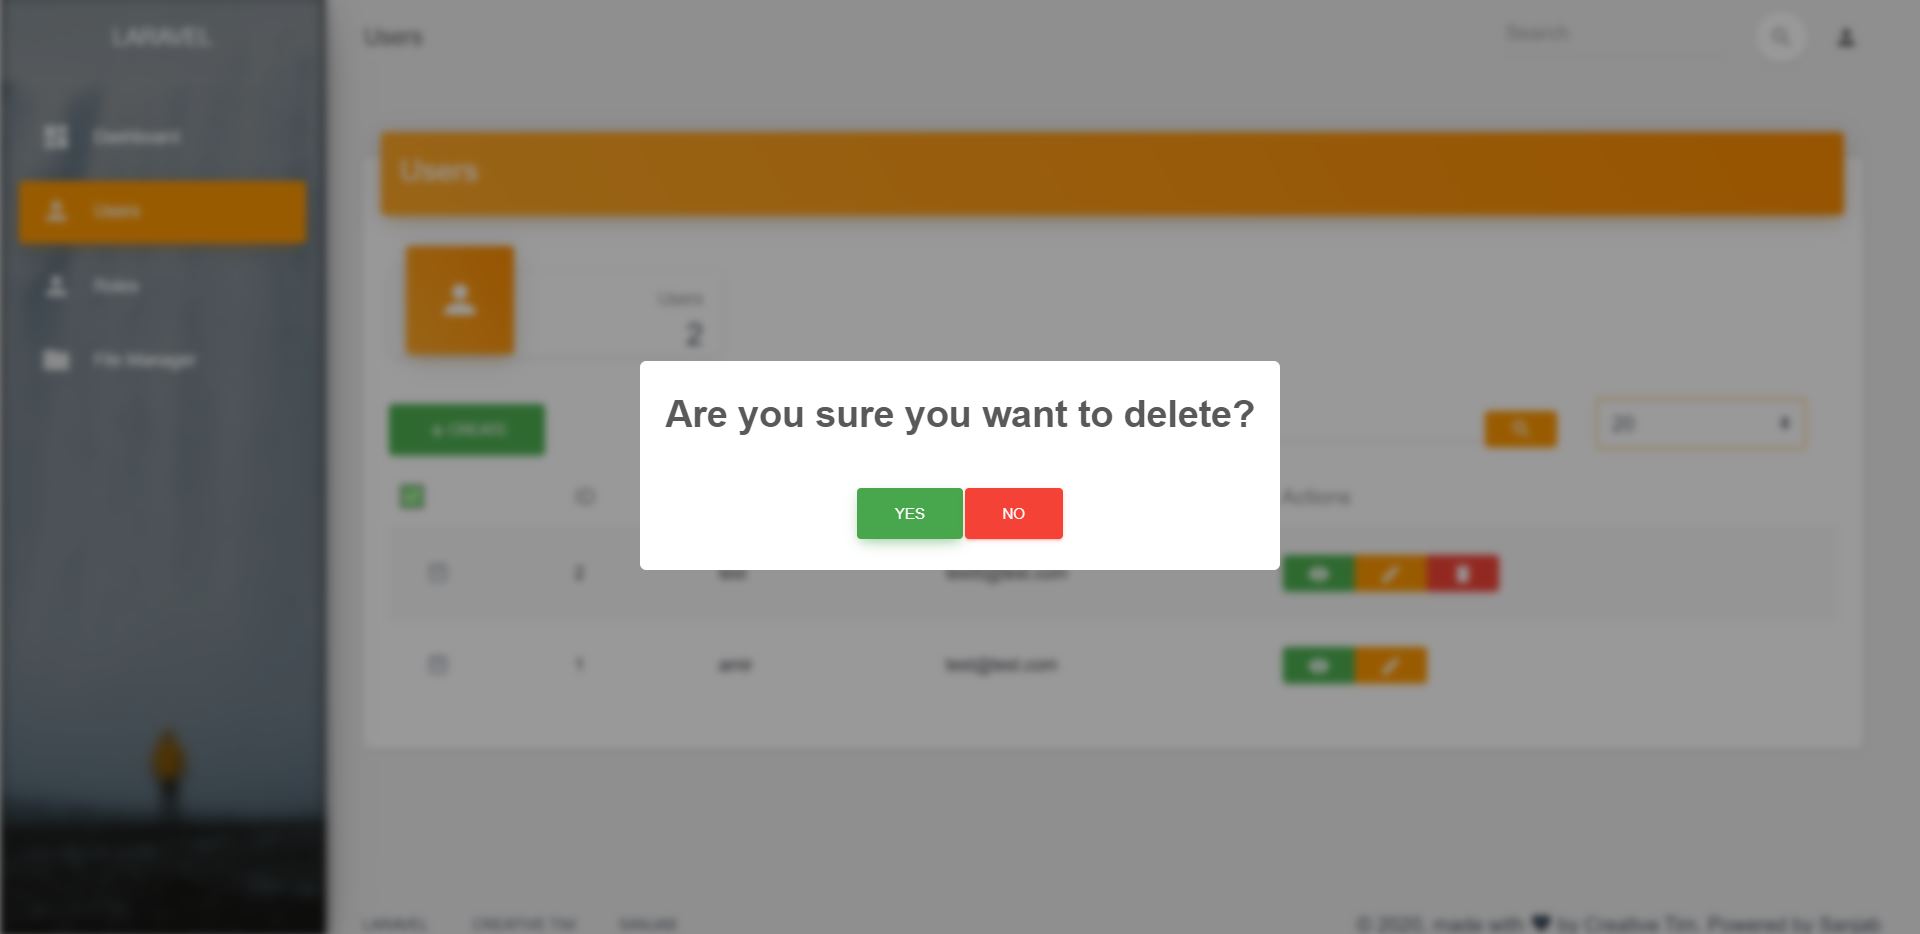 LARAVEL
Users
Search
Dashboard
Users
Users
Roles
Users
2
File Manager
Are you sure you want to delete?
+ CREATE
20
ID
Actions
YES
NO
2
test
1
amir
test@test.com
LARAVEL
CREATIVE TIM
SANJAB
© 2020, made with by Creative Tim. Powered by Sanjab